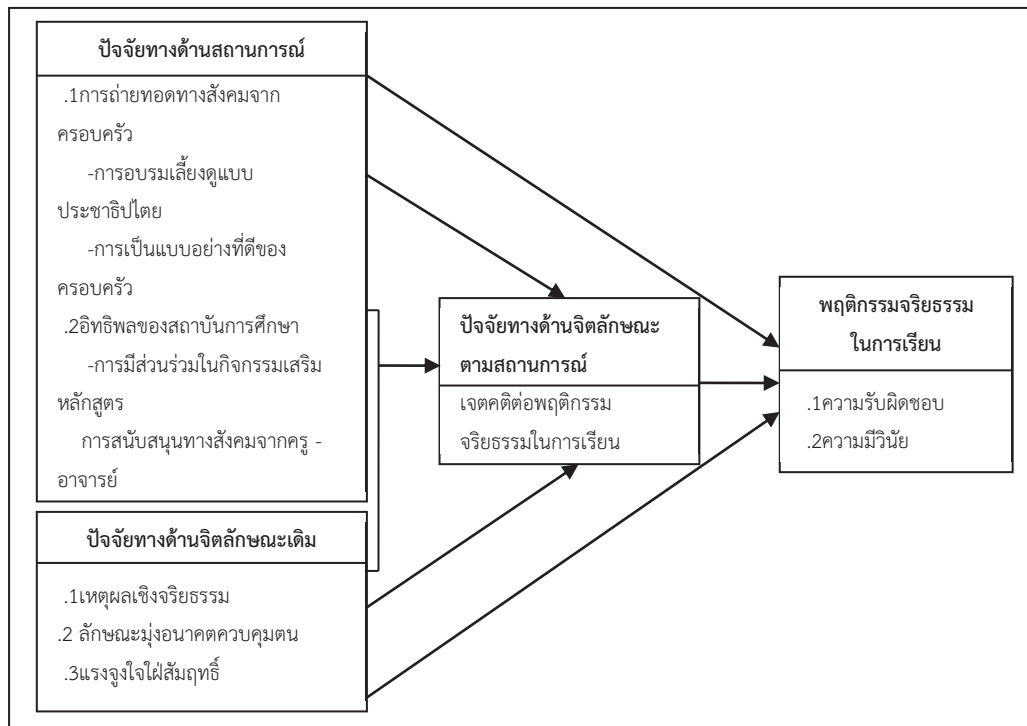 ปัจจัยทางด้านสถานการณ์
.1การถ่ายทอดทางสังคมจาก
ครอบครัว
-การอบรมเลี้ยงดูแบบ
ประชาธิปไตย
-การเป็นแบบอย่างที่ดีของ
ครอบครัว
.2อิทธิพลของสถาบันการศึกษา
-การมีส่วนร่วมในกิจกรรมเสริม
หลักสูตร
การสนับสนุนทางสังคมจากครู -
อาจารย์
ปัจจัยทางด้านจิตลักษณะเดิม
.1เหตุผลเชิงจริยธรรม
.2 ลักษณะมุ่งอนาคตควบคุมตน
.3แรงจูงใจใฝ่สัมฤทธิ์
ปัจจัยทางด้านจิตลักษณะ
ตามสถานการณ์
เจตคติต่อพฤติกรรม
จริยธรรมในการเรียน
พฤติกรรมจริยธรรม
ในการเรียน
.1ความรับผิดชอบ
.2ความมีวินัย